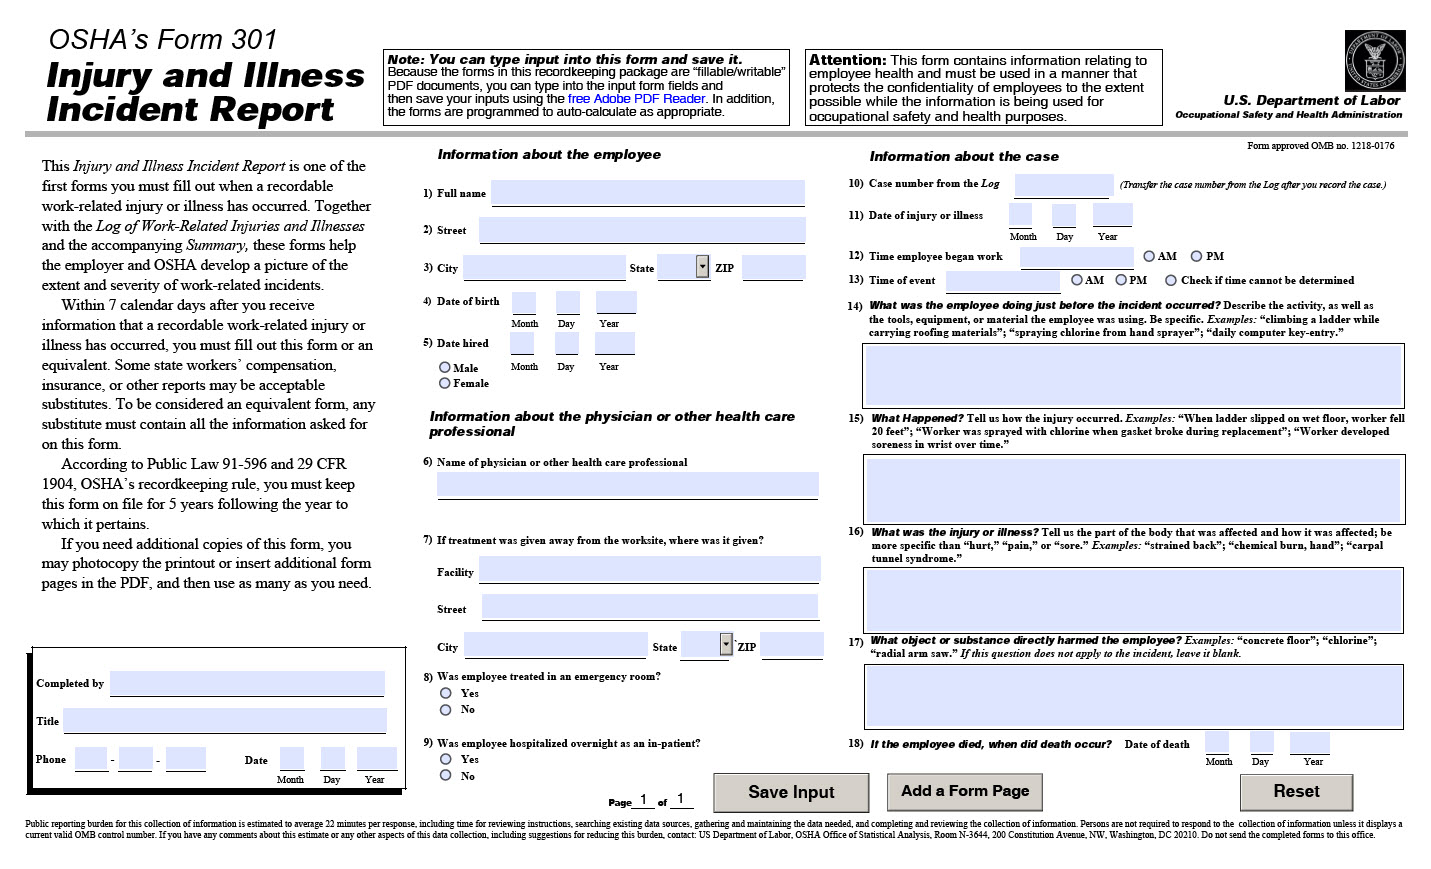 OSHA’s Form 301
Injury and Illness
Incident Report
Note: You can type input into this form and save it.
Because the forms in this recordkeeping package are “fillable/writable”
PDF documents, you can type into the input form fields and
then save your inputs using the free Adobe PDF Reader. In addition,
the forms are programmed to auto-calculate as appropriate.
Attention: This form contains information relating to
employee health and must be used in a manner that
protects the confidentiality of employees to the extent
possible while the information is being used for
occupational safety and health purposes.
U.S. Department of Labor
Occupational Safety and Health Administration
Form approved OMB no. 1218-0176
This Injury and Illness Incident Report is one of the
first forms you must fill out when a recordable
work-related injury or illness has occurred. Together
with the Log of Work-Related Injuries and Illnesses
and the accompanying Summary, these forms help
the employer and OSHA develop a picture of the
extent and severity of work-related incidents.
Within 7 calendar days after you receive
information that a recordable work-related injury or
illness has occurred, you must fill out this form or an
equivalent. Some state workers’ compensation,
insurance, or other reports may be acceptable
substitutes. To be considered an equivalent form, any
substitute must contain all the information asked for
on this form.
According to Public Law 91-596 and 29 CFR
1904, OSHA’s recordkeeping rule, you must keep
this form on file for 5 years following the year to
which it pertains.
If you need additional copies of this form, you
may photocopy the printout or insert additional form
pages in the PDF, and then use as many as you need.
Completed by
Title
Phone - - Date
Month Day Year
Information about the employee
1) Full name
2) Street
3) City State ZIP
4) Date of birth
Month Day Year
5) Date hired
Month Day Year
Male
Female
Information about the physician or other health care
professional
6) Name of physician or other health care professional
7) If treatment was given away from the worksite, where was it given?
Facility
Street
City State ZIP
8) Was employee treated in an emergency room?
Yes
No
9) Was employee hospitalized overnight as an in-patient?
Yes
No
Information about the case
10) Case number from the Log (Transfer the case number from the Log after you record the case.)
11) Date of injury or illness
Month Day Year
12) Time employee began work AM PM
13) Time of event AM PM Check if time cannot be determined
14) What was the employee doing just before the incident occurred? Describe the activity, as well as
the tools, equipment, or material the employee was using. Be specific. Examples: “climbing a ladder while
carrying roofing materials”; “spraying chlorine from hand sprayer”; “daily computer key-entry.”
15) What Happened? Tell us how the injury occurred. Examples: “When ladder slipped on wet floor, worker fell
20 feet”; “Worker was sprayed with chlorine when gasket broke during replacement”; “Worker developed
soreness in wrist over time.”
16) What was the injury or illness? Tell us the part of the body that was affected and how it was affected; be
more specific than “hurt,” “pain,” or “sore.” Examples: “strained back”; “chemical burn, hand”; “carpal
tunnel syndrome.”
17) What object or substance directly harmed the employee? Examples: “concrete floor”; “chlorine”;
“radial arm saw.” If this question does not apply to the incident, leave it blank.
18) If the employee died, when did death occur? Date of death
Month Day Year
Page 1 of 1
Save Input
Add a Form Page
Reset
Public reporting burden for this collection of information is estimated to average 22 minutes per response, including time for reviewing instructions, searching existing data sources, gathering and maintaining the data needed, and completing and reviewing the collection of information. Persons are not required to respond to the collection of information unless it displays a
current valid OMB control number. If you have any comments about this estimate or any other aspects of this data collection, including suggestions for reducing this burden, contact: US Department of Labor, OSHA Office of Statistical Analysis, Room N-3644, 200 Constitution Avenue, NW, Washington, DC 20210. Do not send the completed forms to this office.